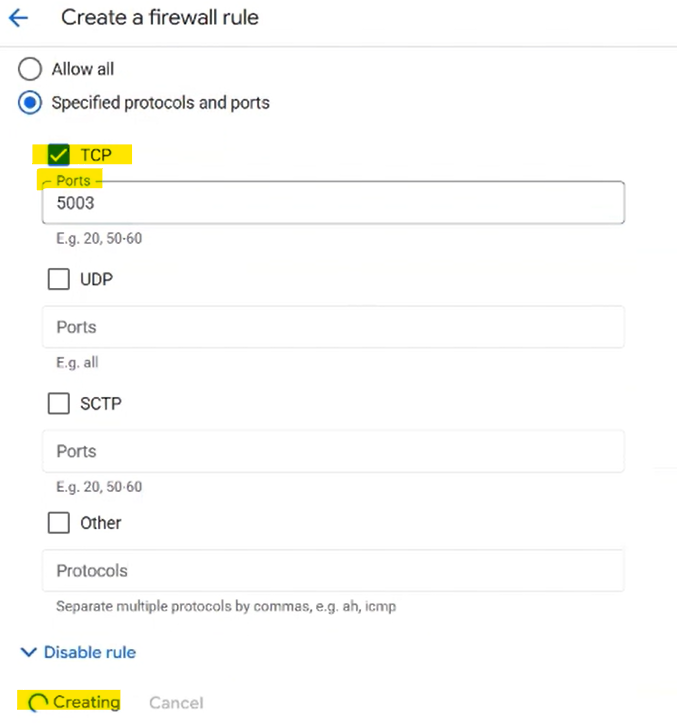 Create a firewall rule
Allow all
Specified protocols and ports
TCP
Ports
5003
E.g. 20, 50-60
UDP
Ports
E.g. all
SCTP
Ports
E.g. 20, 50-60
Other
Protocols
Separate multiple protocols by commas, e.g. ah, icmp
Disable rule
Creating Cancel